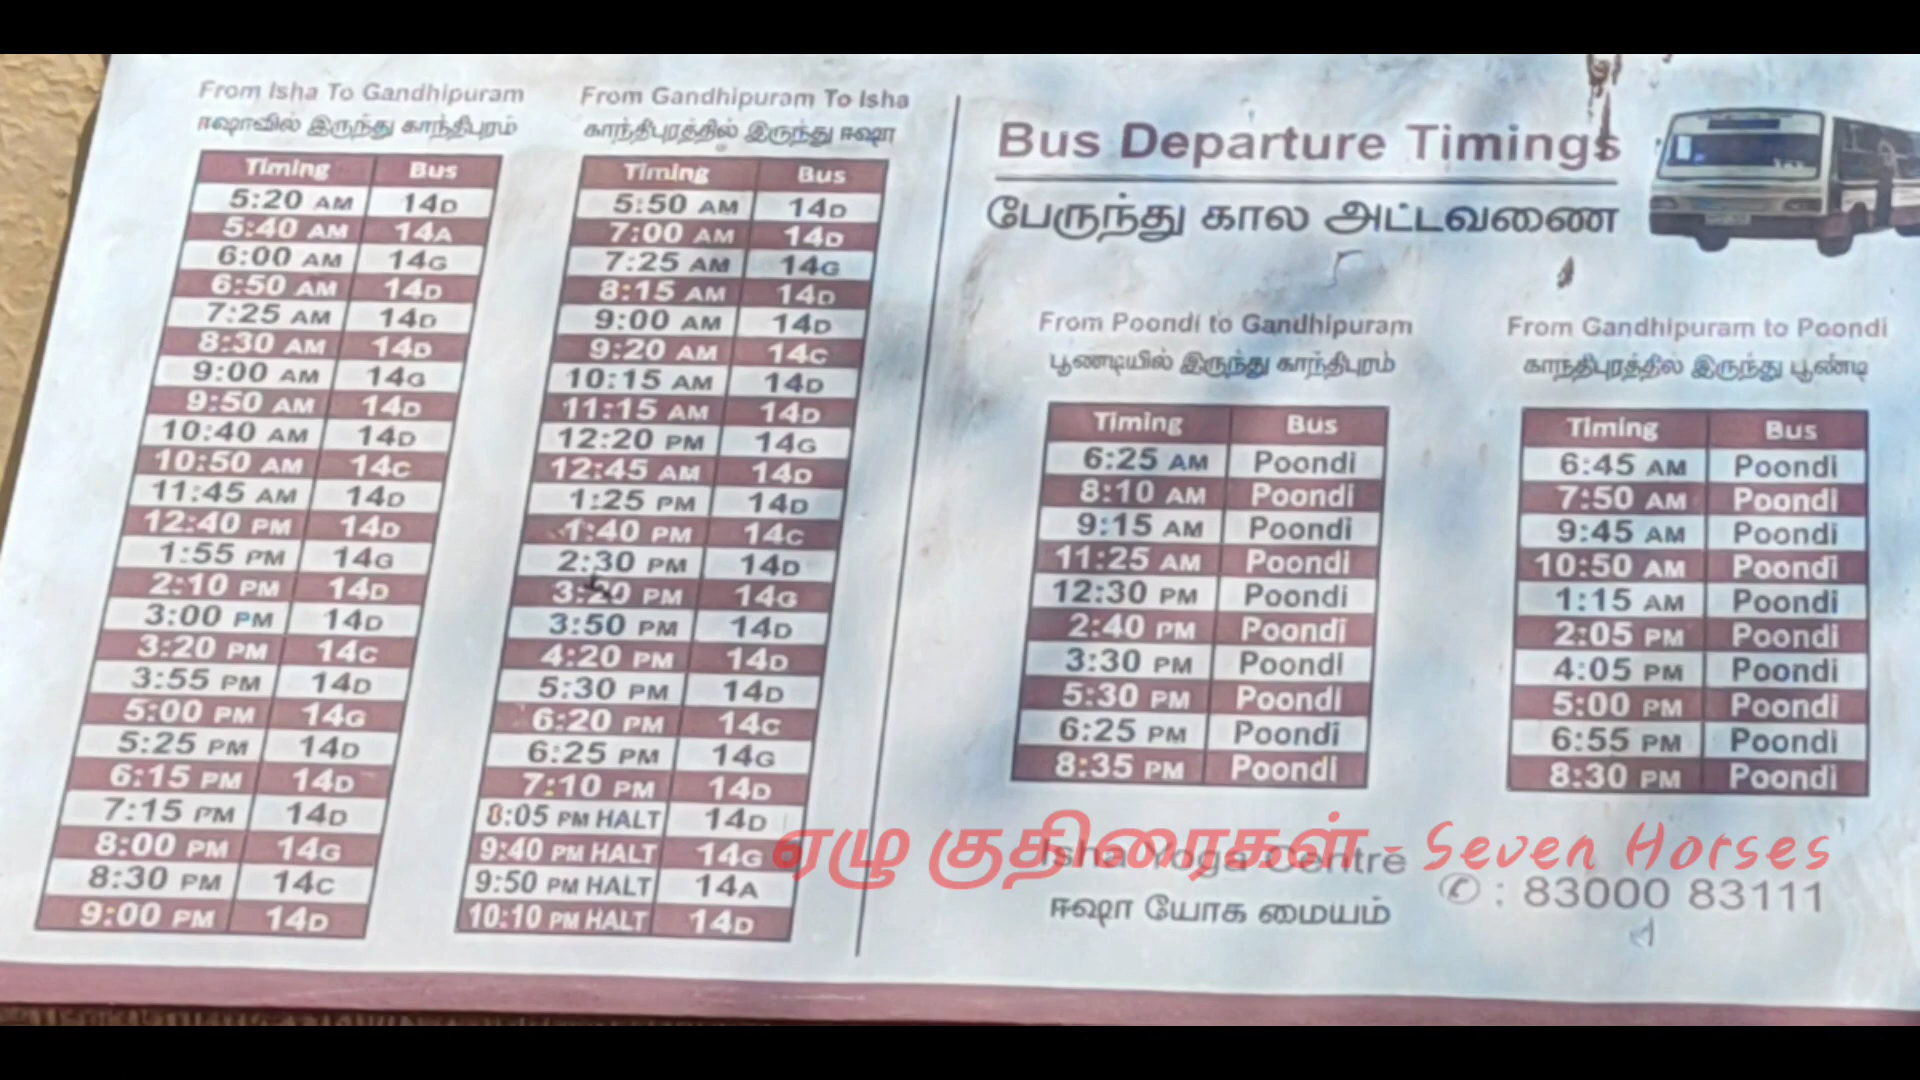 From Isha To Gandhipuram
ஈஷாவில் இருந்து காந்திபுரம்
Timing Bus
5:20 AM 14D
5:40 AM 14A
6:00 AM 14G
6:50 AM 14D
7:25 AM 14D
8:30 AM 14D
9:00 AM 14G
9:50 AM 14D
10:40 AM 14D
10:50 AM 14C
11:45 AM 14D
12:40 PM 14D
1:55 PM 14G
2:10 PM 14D
3:00 PM 14D
3:20 PM 14C
3:55 PM 14D
5:00 PM 14G
5:25 PM 14D
6:15 PM 14D
7:15 PM 14D
8:00 PM 14G
8:30 PM 14C
9:00 PM 14D
From Gandhipuram To Isha
காந்திபுரத்தில் இருந்து ஈஷா
Timing Bus
5:50 AM 14D
7:00 AM 14D
7:25 AM 14G
8:15 AM 14D
9:00 AM 14D
9:20 AM 14C
10:15 AM 14D
11:15 AM 14D
12:20 PM 14G
12:45 AM 14D
1:25 PM 14D
1:40 PM 14C
2:30 PM 14D
3:20 PM 14G
3:50 PM 14D
4:20 PM 14D
5:30 PM 14D
6:20 PM 14C
6:25 PM 14G
7:10 PM 14D
8:05 PM HALT 14D
9:40 PM HALT 14G
9:50 PM HALT 14A
10:10 PM HALT 14D
Bus Departure Timings
பேருந்து கால அட்டவணை
From Poondi to Gandhipuram
பூண்டியில் இருந்து காந்திபுரம்
Timing Bus
6:25 AM Poondi
8:10 AM Poondi
9:15 AM Poondi
11:25 AM Poondi
12:30 PM Poondi
2:40 PM Poondi
3:30 PM Poondi
5:30 PM Poondi
6:25 PM Poondi
8:35 PM Poondi
From Gandhipuram to Poondi
காந்திபுரத்தில் இருந்து பூண்டி
Timing Bus
6:45 AM Poondi
7:50 AM Poondi
9:45 AM Poondi
10:50 AM Poondi
1:15 AM Poondi
2:05 PM Poondi
4:05 PM Poondi
5:00 PM Poondi
6:55 PM Poondi
8:30 PM Poondi
ஏழு குதிரைகள் - Seven Horses
Isha Yoga Centre
ஈஷா யோக மையம்
: 83000 83111